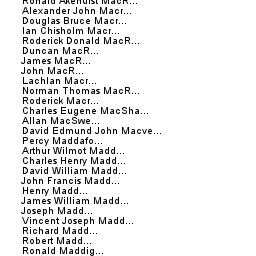 Ronald Akehurst MacR...
Alexander John Macr...
Douglas Bruce Macr...
Ian Chisholm Macr...
Roderick Donald MacR...
Duncan MacR...
James MacR...
John MacR...
Lachlan Macr...
Norman Thomas MacR...
Roderick Macr...
Charles Eugene MacSha...
Allan MacSwe...
David Edmund John Macve...
Percy Maddafo...
Arthur Wilmot Madd...
Charles Henry Madd...
David William Madd...
John Francis Madd...
Henry Madd...
James William Madd...
Joseph Madd...
Vincent Joseph Madd...
Richard Madd...
Robert Madd...
Ronald Maddig...